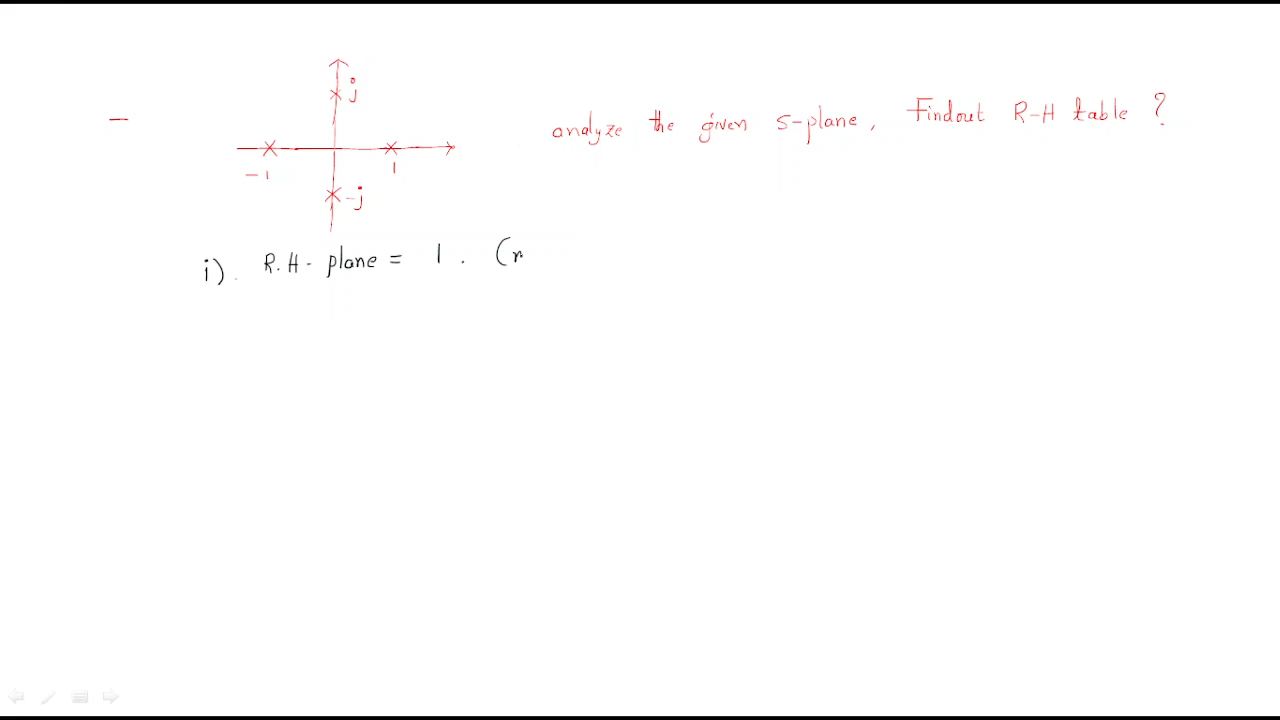 j
— analyze the given s-plane, Findout R-H table ?
-1 1
-j
i). R.H- plane = 1. (r